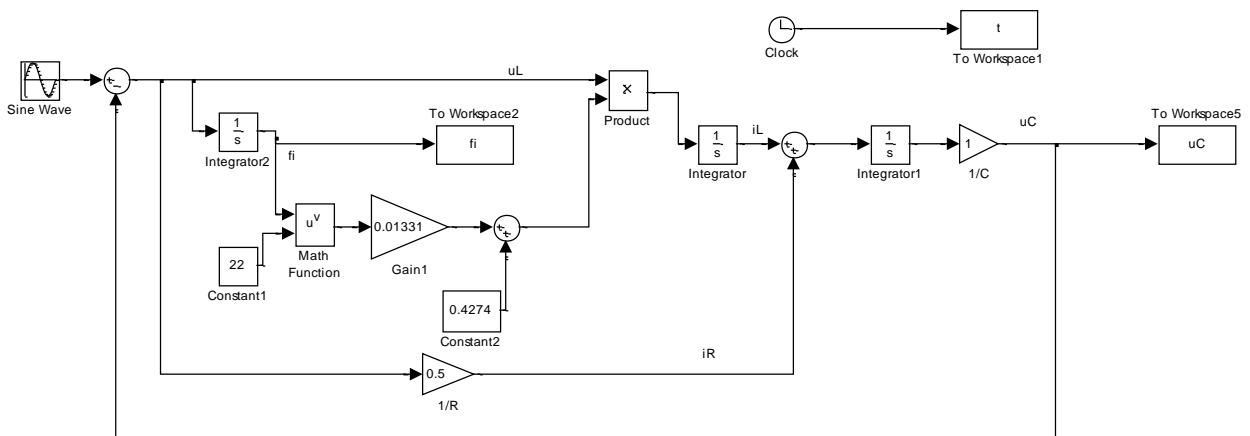 t
Clock
To Workspace1
Sine Wave
uL
×
Product
To Workspace2
fi
1
s
Integrator2
fi
iL
1
s
Integrator
1
s
Integrator1
1
1/C
uC
To Workspace5
uC
u^v
Math
Function
0.01331
Gain1
22
Constant1
0.4274
Constant2
iR
0.5
1/R